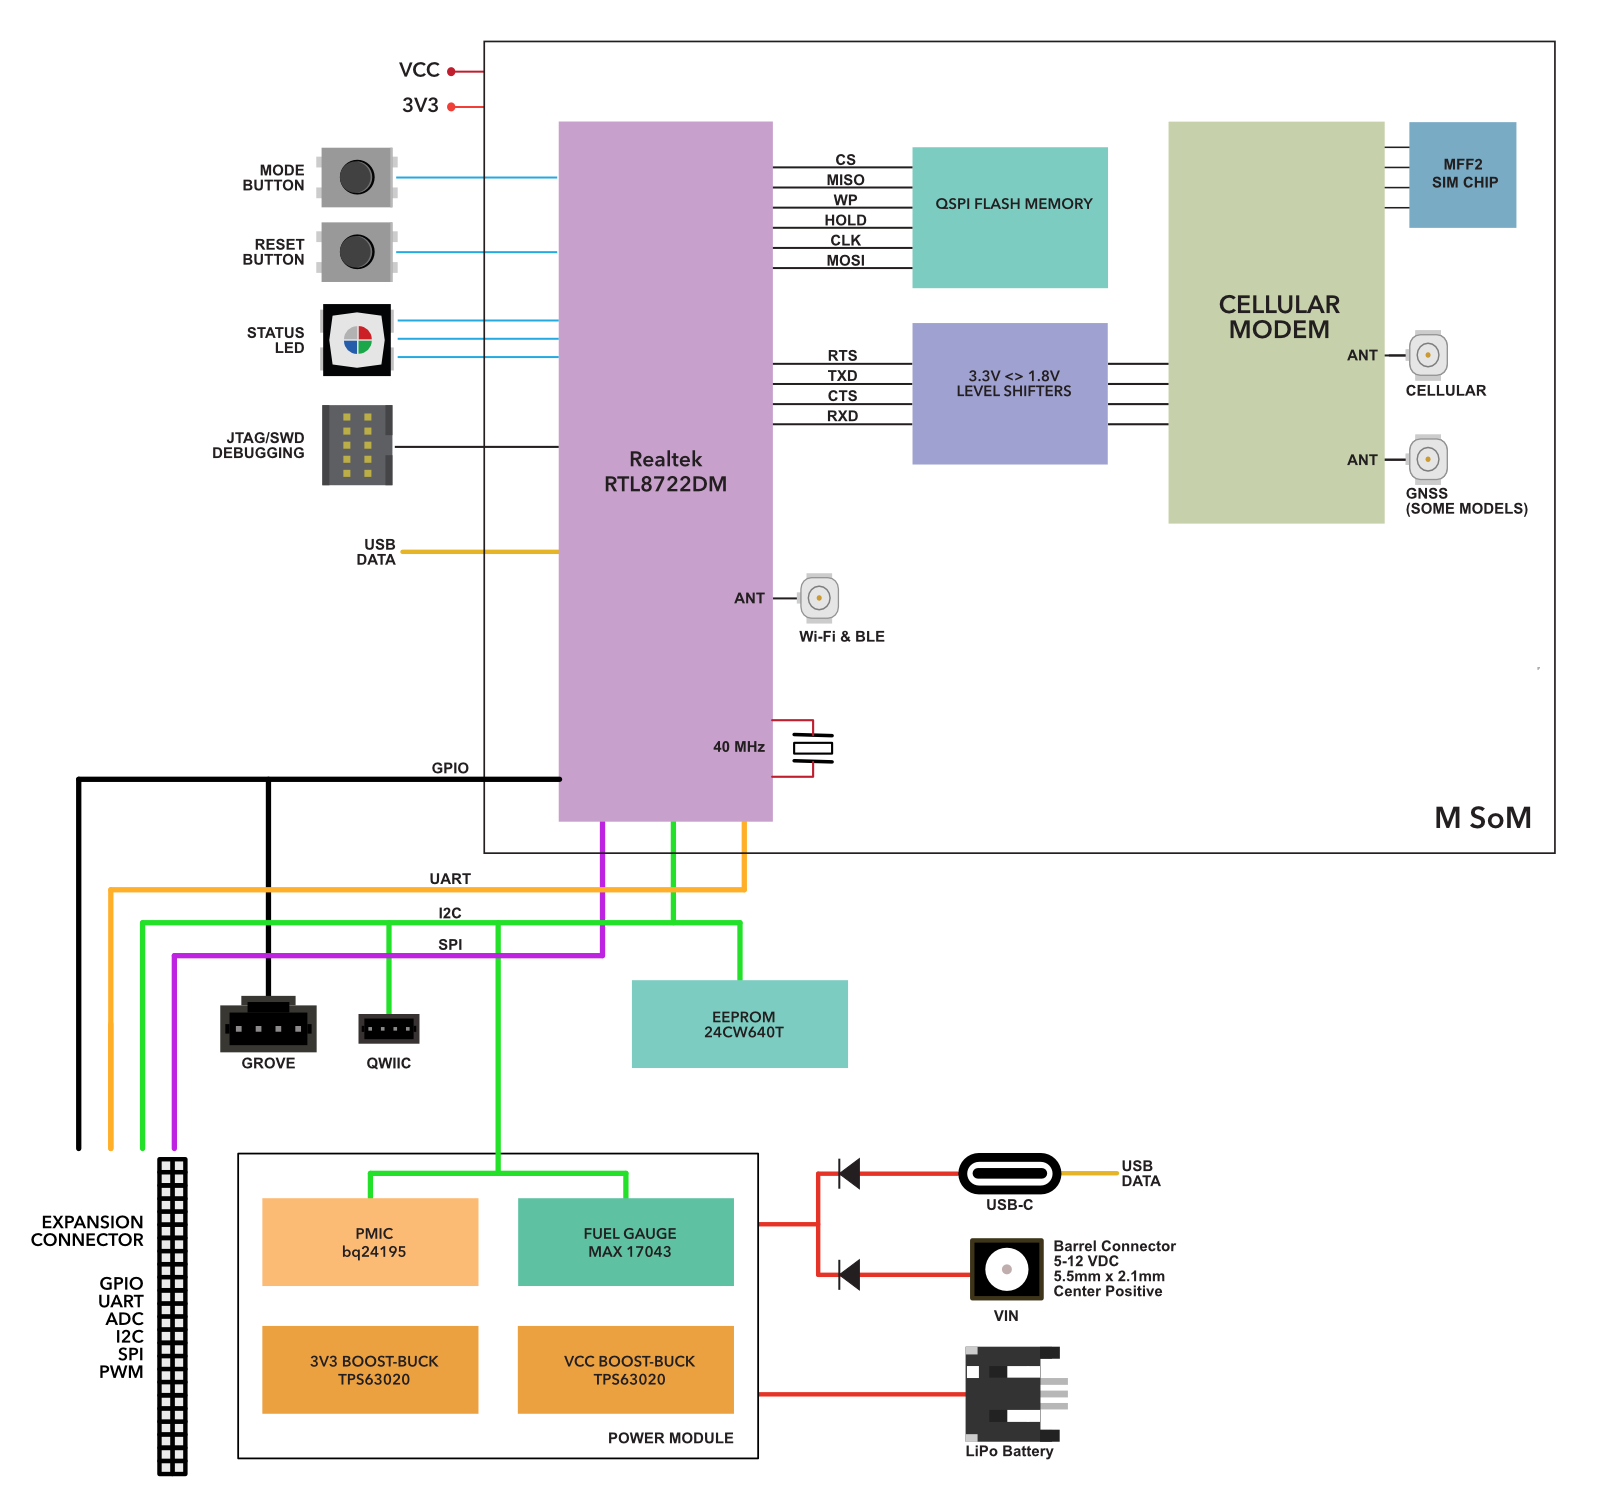 VCC
3V3
MODE
BUTTON
RESET
BUTTON
STATUS
LED
JTAG/SWD
DEBUGGING
USB
DATA
Realtek
RTL8722DM
CS
MISO
WP
HOLD
CLK
MOSI
QSPI FLASH MEMORY
RTS
TXD
CTS
RXD
3.3V <> 1.8V
LEVEL SHIFTERS
CELLULAR
MODEM
MFF2
SIM CHIP
ANT
CELLULAR
ANT
GNSS
(SOME MODELS)
ANT
Wi-Fi & BLE
40 MHz
M SoM
GPIO
UART
I2C
SPI
GROVE
QWIIC
EEPROM
24CW640T
EXPANSION
CONNECTOR
GPIO
UART
ADC
I2C
SPI
PWM
PMIC
bq24195
FUEL GAUGE
MAX 17043
3V3 BOOST-BUCK
TPS63020
VCC BOOST-BUCK
TPS63020
POWER MODULE
USB-C
USB
DATA
Barrel Connector
5-12 VDC
5.5mm x 2.1mm
Center Positive
VIN
LiPo Battery